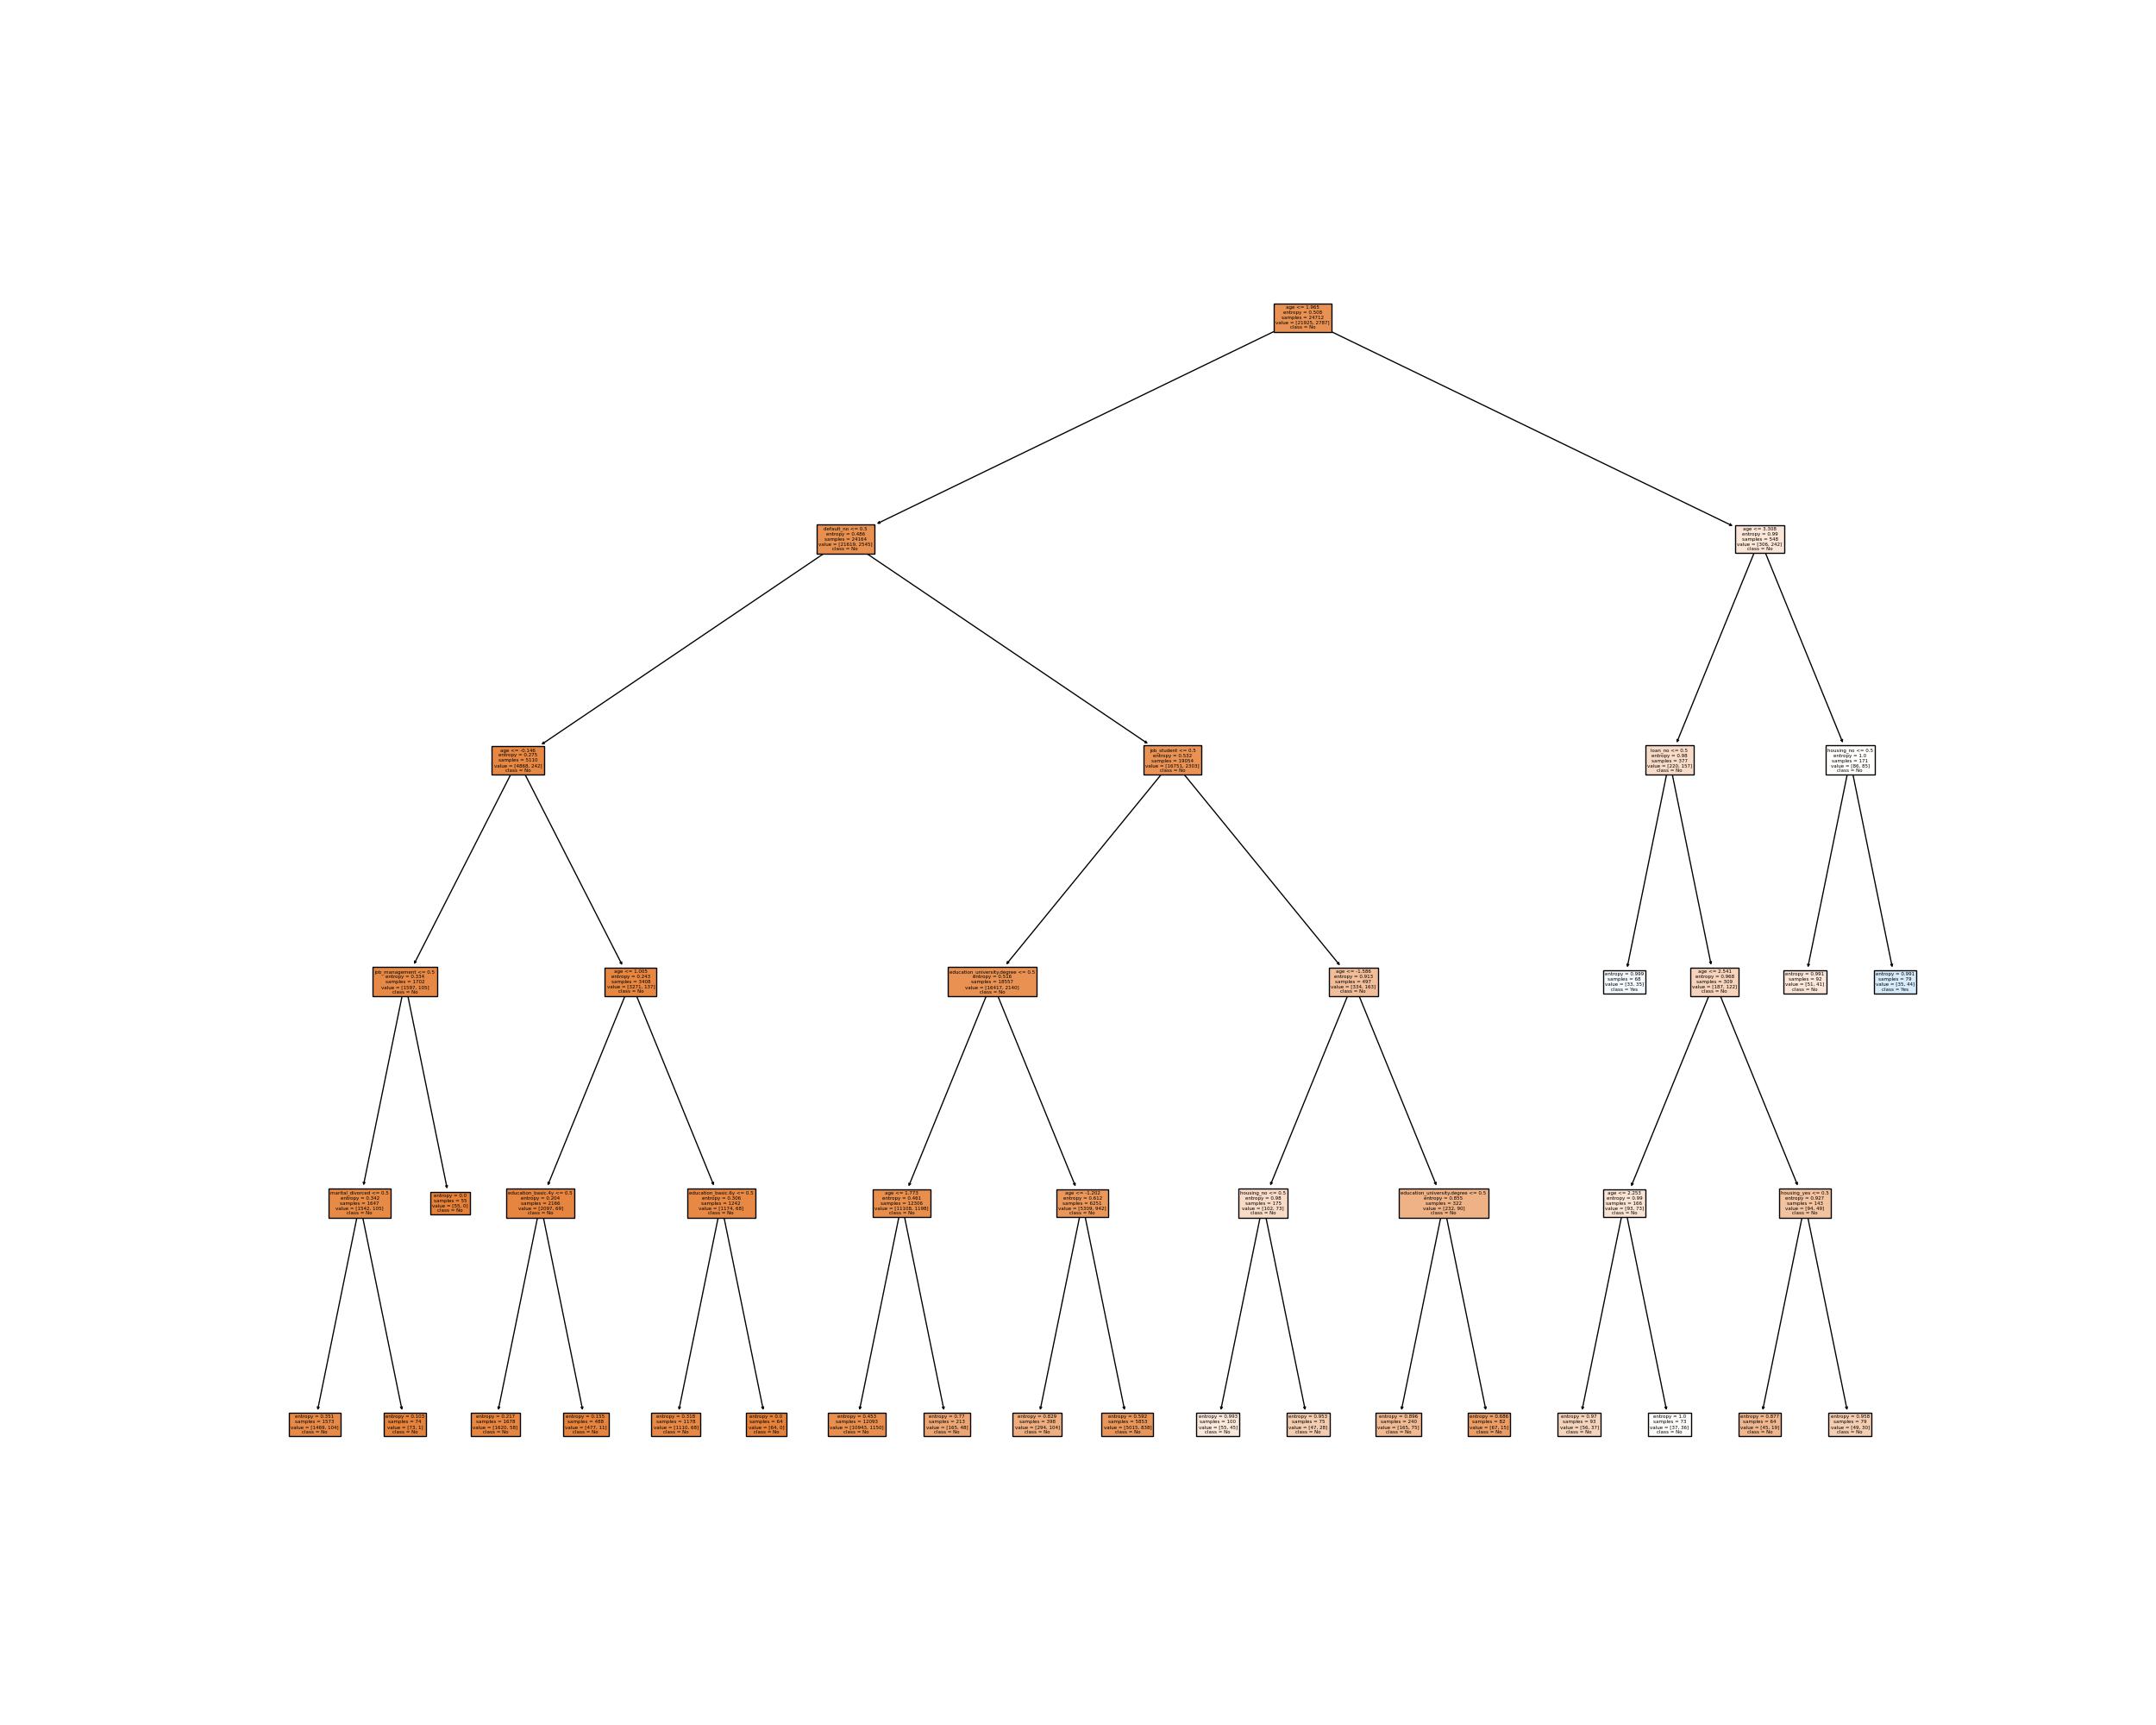 age <= 1.965
entropy = 0.508
samples = 24712
value = [21925, 2787]
class = No
default_no <= 0.5
entropy = 0.486
samples = 24164
value = [21619, 2545]
class = No
age <= 3.308
entropy = 0.99
samples = 548
value = [306, 242]
class = No
age <= -0.146
entropy = 0.275
samples = 5110
value = [4868, 242]
class = No
job_student <= 0.5
entropy = 0.532
samples = 19054
value = [16751, 2303]
class = No
loan_no <= 0.5
entropy = 0.98
samples = 377
value = [220, 157]
class = No
housing_no <= 0.5
entropy = 1.0
samples = 171
value = [86, 85]
class = No
job_management <= 0.5
entropy = 0.334
samples = 1702
value = [1597, 105]
class = No
age <= 1.005
entropy = 0.243
samples = 3408
value = [3271, 137]
class = No
education_university.degree <= 0.5
entropy = 0.516
samples = 18557
value = [16417, 2140]
class = No
age <= -1.586
entropy = 0.913
samples = 497
value = [334, 163]
class = No
entropy = 0.999
samples = 68
value = [33, 35]
class = Yes
age <= 2.541
entropy = 0.968
samples = 309
value = [187, 122]
class = No
entropy = 0.991
samples = 92
value = [51, 41]
class = No
entropy = 0.991
samples = 79
value = [35, 44]
class = Yes
marital_divorced <= 0.5
entropy = 0.342
samples = 1647
value = [1542, 105]
class = No
entropy = 0.0
samples = 55
value = [55, 0]
class = No
education_basic.4y <= 0.5
entropy = 0.204
samples = 2166
value = [2097, 69]
class = No
education_basic.6y <= 0.5
entropy = 0.306
samples = 1242
value = [1174, 68]
class = No
age <= 1.773
entropy = 0.461
samples = 12306
value = [11108, 1198]
class = No
age <= -1.202
entropy = 0.612
samples = 6251
value = [5309, 942]
class = No
housing_no <= 0.5
entropy = 0.98
samples = 175
value = [102, 73]
class = No
education_university.degree <= 0.5
entropy = 0.855
samples = 322
value = [232, 90]
class = No
age <= 2.253
entropy = 0.99
samples = 166
value = [93, 73]
class = No
housing_yes <= 0.5
entropy = 0.927
samples = 143
value = [94, 49]
class = No
entropy = 0.351
samples = 1573
value = [1469, 104]
class = No
entropy = 0.103
samples = 74
value = [73, 1]
class = No
entropy = 0.217
samples = 1678
value = [1620, 58]
class = No
entropy = 0.155
samples = 488
value = [477, 11]
class = No
entropy = 0.318
samples = 1178
value = [1110, 68]
class = No
entropy = 0.0
samples = 64
value = [64, 0]
class = No
entropy = 0.453
samples = 12093
value = [10943, 1150]
class = No
entropy = 0.77
samples = 213
value = [165, 48]
class = No
entropy = 0.829
samples = 398
value = [294, 104]
class = No
entropy = 0.592
samples = 5853
value = [5015, 838]
class = No
entropy = 0.993
samples = 100
value = [55, 45]
class = No
entropy = 0.953
samples = 75
value = [47, 28]
class = No
entropy = 0.896
samples = 240
value = [165, 75]
class = No
entropy = 0.686
samples = 82
value = [67, 15]
class = No
entropy = 0.97
samples = 93
value = [56, 37]
class = No
entropy = 1.0
samples = 73
value = [37, 36]
class = No
entropy = 0.877
samples = 64
value = [45, 19]
class = No
entropy = 0.958
samples = 79
value = [49, 30]
class = No